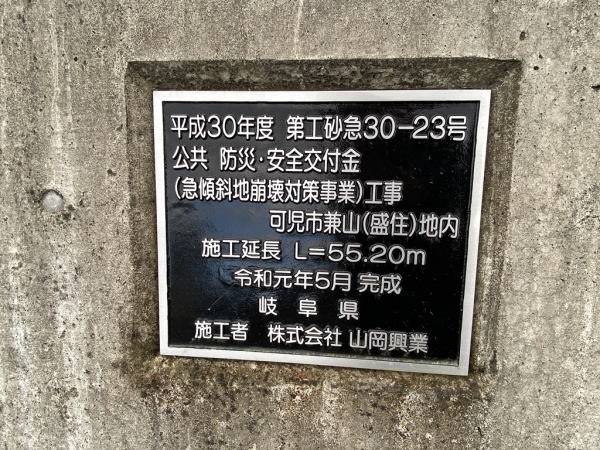 平成30年度 第工砂急30-23号
公共 防災・安全交付金
(急傾斜地崩壊対策事業)工事
可児市兼山(盛住)地内
施工延長 L=55.20m
令和元年5月 完成
岐阜県
施工者 株式会社 山岡興業